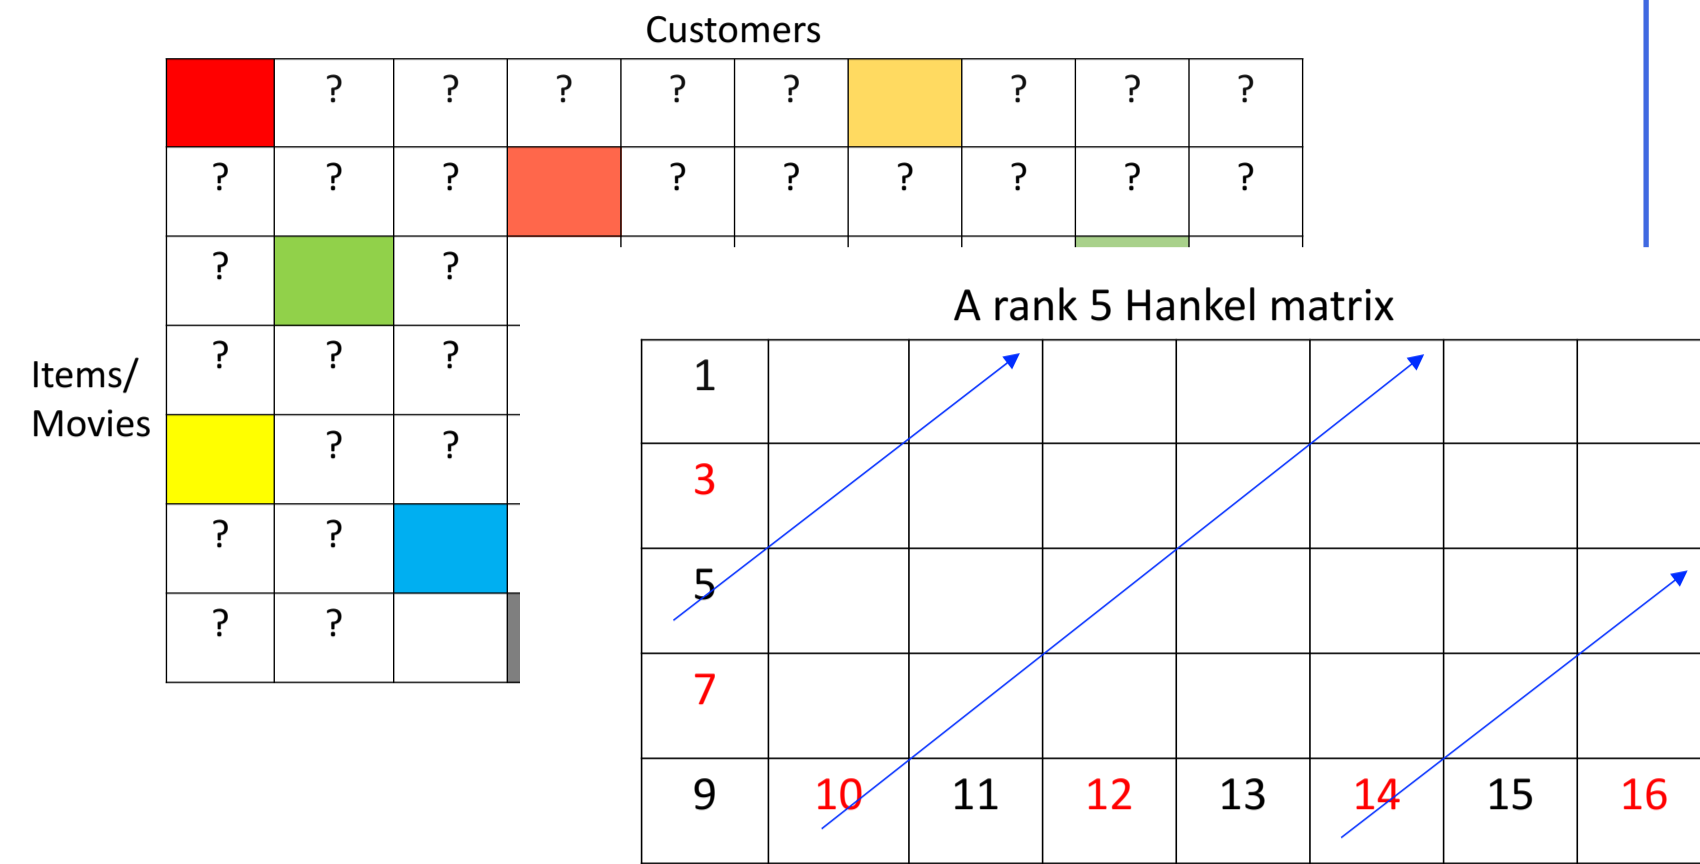 Customers
? ? ? ? ? ? ? ?
? ? ? ? ? ? ? ? ?
? ?
? ? ?
? ?
? ?
? ?
Items/
Movies
A rank 5 Hankel matrix
1
3
5
7
9 10 11 12 13 14 15 16